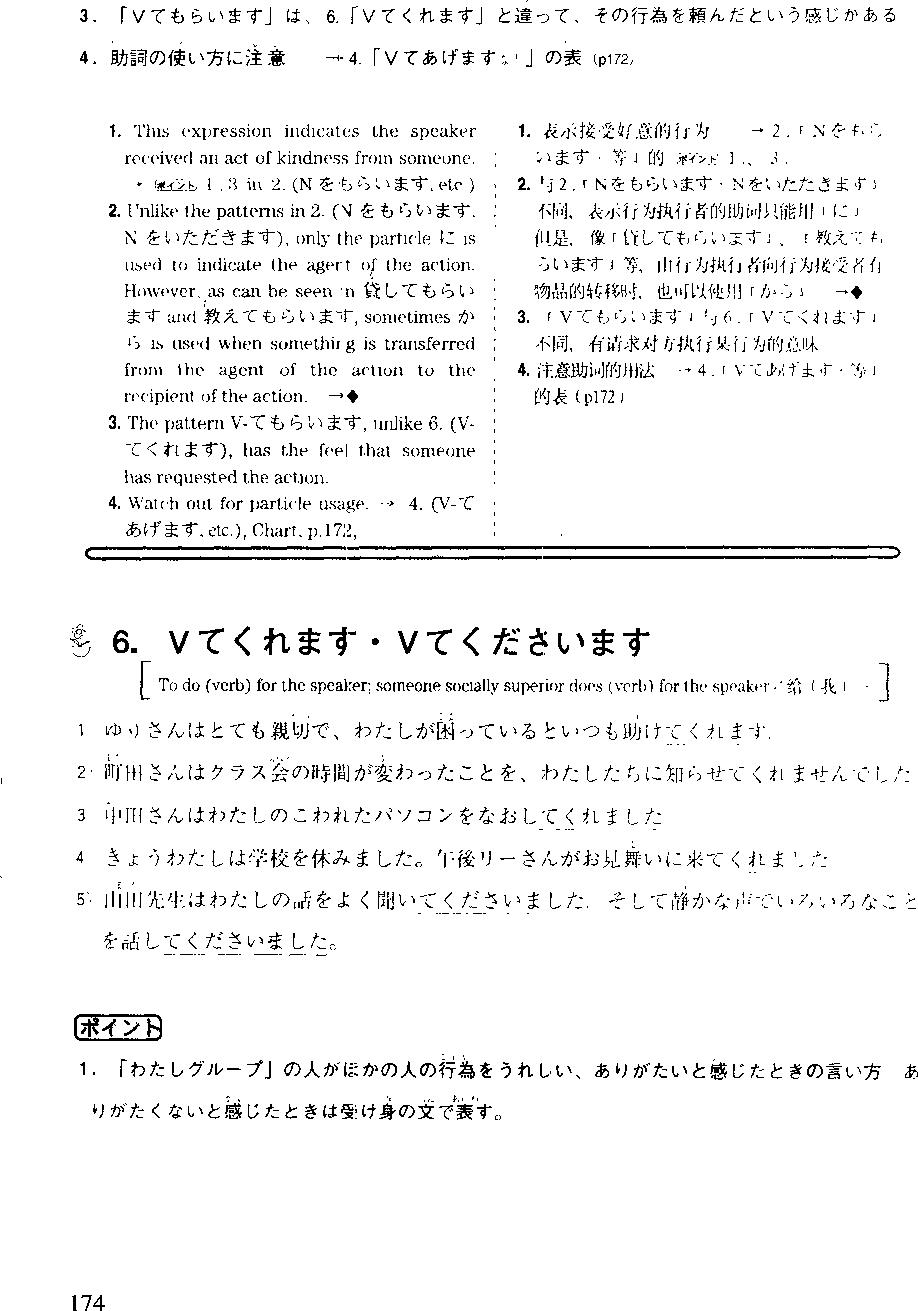 3. 「Vてもらいます」は、6.「Vてくれます」と違って、その行為を頼んだという感じがある
4. 助詞の使い方に注意 → 4.「Vてあげます 」の表 (p172)
1. This expression indicates the speaker
received an act of kindness from someone.
→ ポイント 1, 3 in 2. (Nをもらいます, etc.)
2. Unlike the patterns in 2. (Nをもらいます,
Nをいただきます), only the particle に is
used to indicate the agent of the action.
However, as can be seen in 貸してもらい
ます and 教えてもらいます, sometimes か
ら is used when something is transferred
from the agent of the action to the
recipient of the action. →◆
3. The pattern V-てもらいます, unlike 6. (V-
てくれます), has the feel that someone
has requested the action.
4. Watch out for particle usage. → 4. (V-て
あげます, etc.), Chart, p.172,
1. 表示接受好意的行为 → 2.「Nをもら
います・等」的 ポイント 1.、3.
2. 与2.「Nをもらいます・Nをいただきます」
不同，表示行为执行者的助词只能用「に」
但是，像「貸してもらいます」、「教えても
らいます」等，由行为执行者向行为接受者有
物品的转移时，也可以使用「から」 →◆
3. 「Vてもらいます」与6.「Vてくれます」
不同，有请求对方执行某行为的意味
4. 注意助词的用法 → 4.「Vてあげます・等」
的表 (p172)
6. Vてくれます・Vてくださいます
[To do (verb) for the speaker; someone socially superior does (verb) for the speaker／给（我） ]
1 ゆりさんはとても親切で、わたしが困っているといつも助けてくれます。
2 町田さんはクラス会の時間が変わったことを、わたしたちに知らせてくれませんでした
3 中田さんはわたしのこわれたパソコンをなおしてくれました
4 きょうわたしは学校を休みました。午後リーさんがお見舞いに来てくれました
5 山田先生はわたしの話をよく聞いてくださいました。そして静かな声でいろいろなこと
を話してくださいました。
ポイント
1. 「わたしグループ」の人がほかの人の行為をうれしい、ありがたいと感じたときの言い方 あ
りがたくないと感じたときは受け身の文で表す。
174